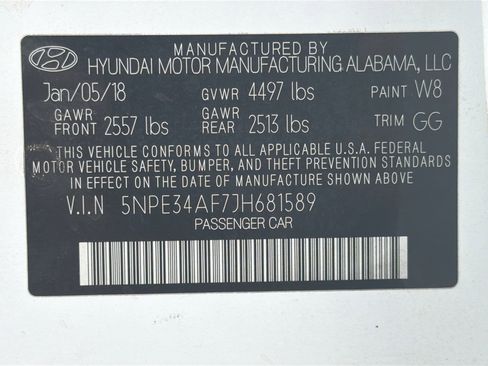 MANUFACTURED BY
HYUNDAI MOTOR MANUFACTURING ALABAMA, LLC
Jan/05/18 GVWR 4497 lbs PAINT W8
GAWR FRONT 2557 lbs GAWR REAR 2513 lbs TRIM GG
THIS VEHICLE CONFORMS TO ALL APPLICABLE U.S.A. FEDERAL
MOTOR VEHICLE SAFETY, BUMPER, AND THEFT PREVENTION STANDARDS
IN EFFECT ON THE DATE OF MANUFACTURE SHOWN ABOVE
V.I.N 5NPE34AF7JH681589
PASSENGER CAR